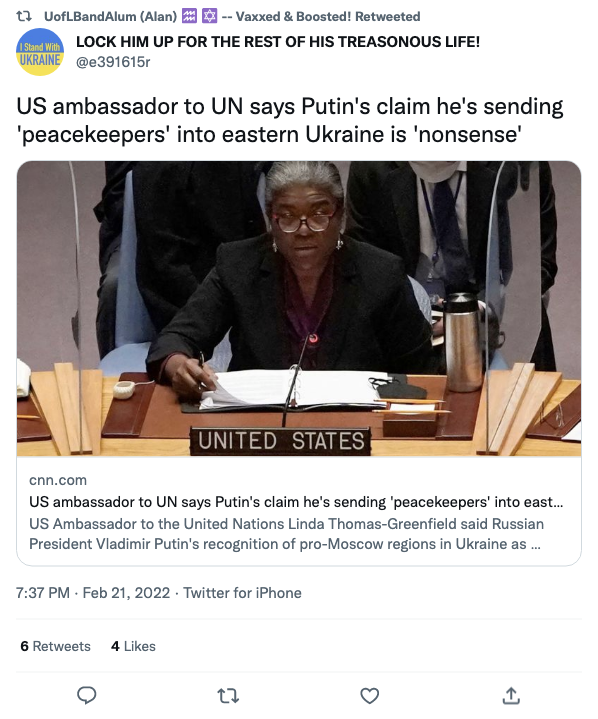 UofLBandAlum (Alan) ♒ 🔯 -- Vaxxed & Boosted! Retweeted
I Stand With
UKRAINE
LOCK HIM UP FOR THE REST OF HIS TREASONOUS LIFE!
@e391615r
US ambassador to UN says Putin's claim he's sending
'peacekeepers' into eastern Ukraine is 'nonsense'
UNITED STATES
cnn.com
US ambassador to UN says Putin's claim he's sending 'peacekeepers' into east...
US Ambassador to the United Nations Linda Thomas-Greenfield said Russian
President Vladimir Putin's recognition of pro-Moscow regions in Ukraine as ...
7:37 PM · Feb 21, 2022 · Twitter for iPhone
6 Retweets 4 Likes